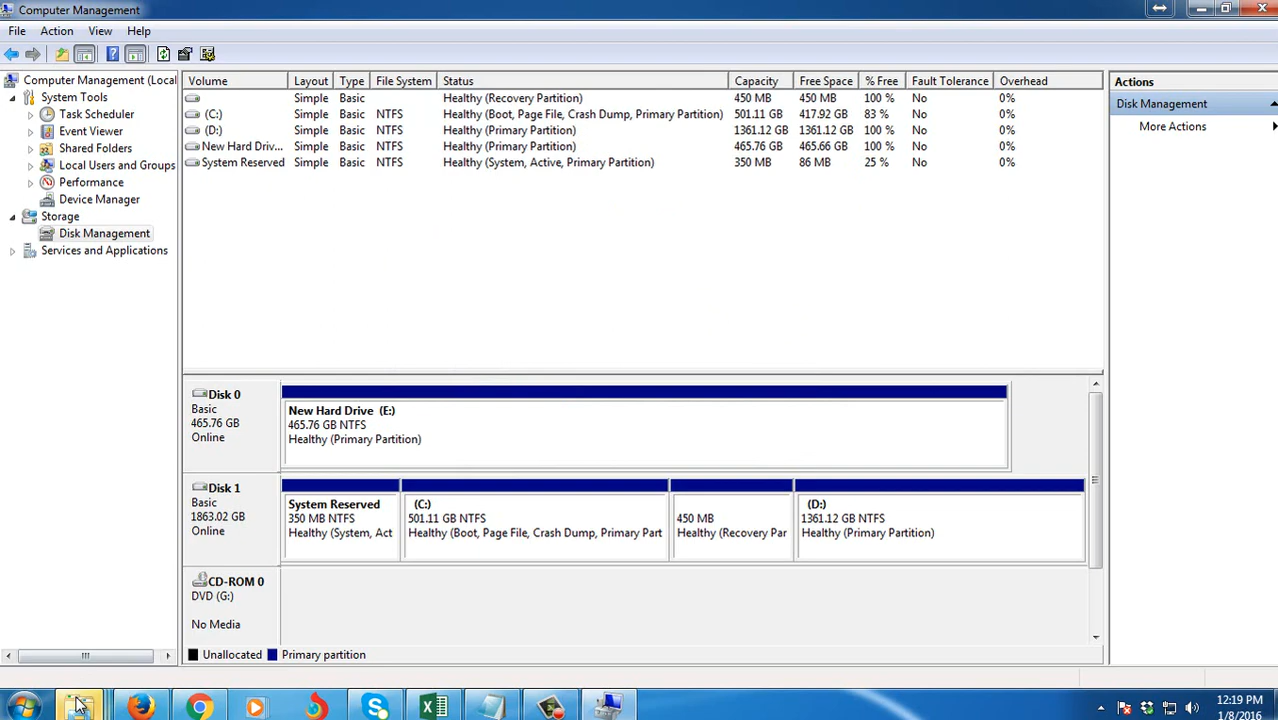 Computer Management
File Action View Help
Computer Management (Local
System Tools
Task Scheduler
Event Viewer
Shared Folders
Local Users and Groups
Performance
Device Manager
Storage
Disk Management
Services and Applications
Volume Layout Type File System Status Capacity Free Space % Free Fault Tolerance Overhead
Simple Basic Healthy (Recovery Partition) 450 MB 450 MB 100 % No 0%
(C:) Simple Basic NTFS Healthy (Boot, Page File, Crash Dump, Primary Partition) 501.11 GB 417.92 GB 83 % No 0%
(D:) Simple Basic NTFS Healthy (Primary Partition) 1361.12 GB 1361.12 GB 100 % No 0%
New Hard Driv... Simple Basic NTFS Healthy (Primary Partition) 465.76 GB 465.66 GB 100 % No 0%
System Reserved Simple Basic NTFS Healthy (System, Active, Primary Partition) 350 MB 86 MB 25 % No 0%
Disk 0
Basic
465.76 GB
Online
New Hard Drive (E:)
465.76 GB NTFS
Healthy (Primary Partition)
Disk 1
Basic
1863.02 GB
Online
System Reserved
350 MB NTFS
Healthy (System, Act
(C:)
501.11 GB NTFS
Healthy (Boot, Page File, Crash Dump, Primary Part
450 MB
Healthy (Recovery Par
(D:)
1361.12 GB NTFS
Healthy (Primary Partition)
CD-ROM 0
DVD (G:)
No Media
Unallocated Primary partition
Actions
Disk Management
More Actions
12:19 PM
1/8/2016